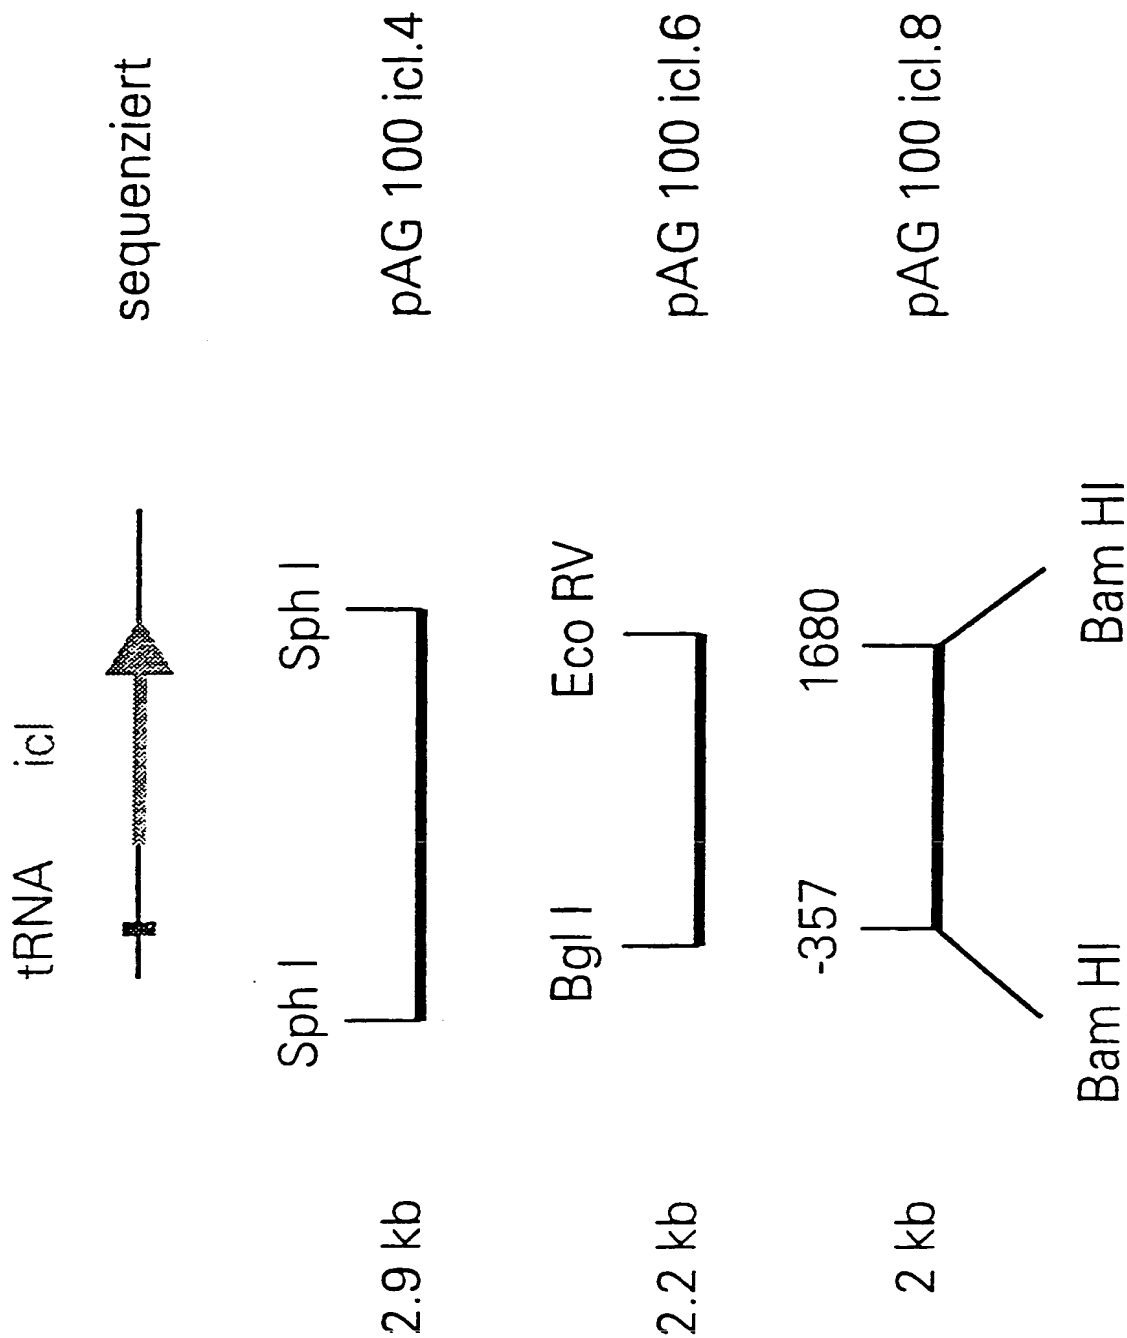 tRNA icl
sequenziert
Sph I Sph I
2.9 kb pAG 100 icl.4
Bgl I Eco RV
2.2 kb pAG 100 icl.6
-357 1680
2 kb pAG 100 icl.8
Bam HI Bam HI